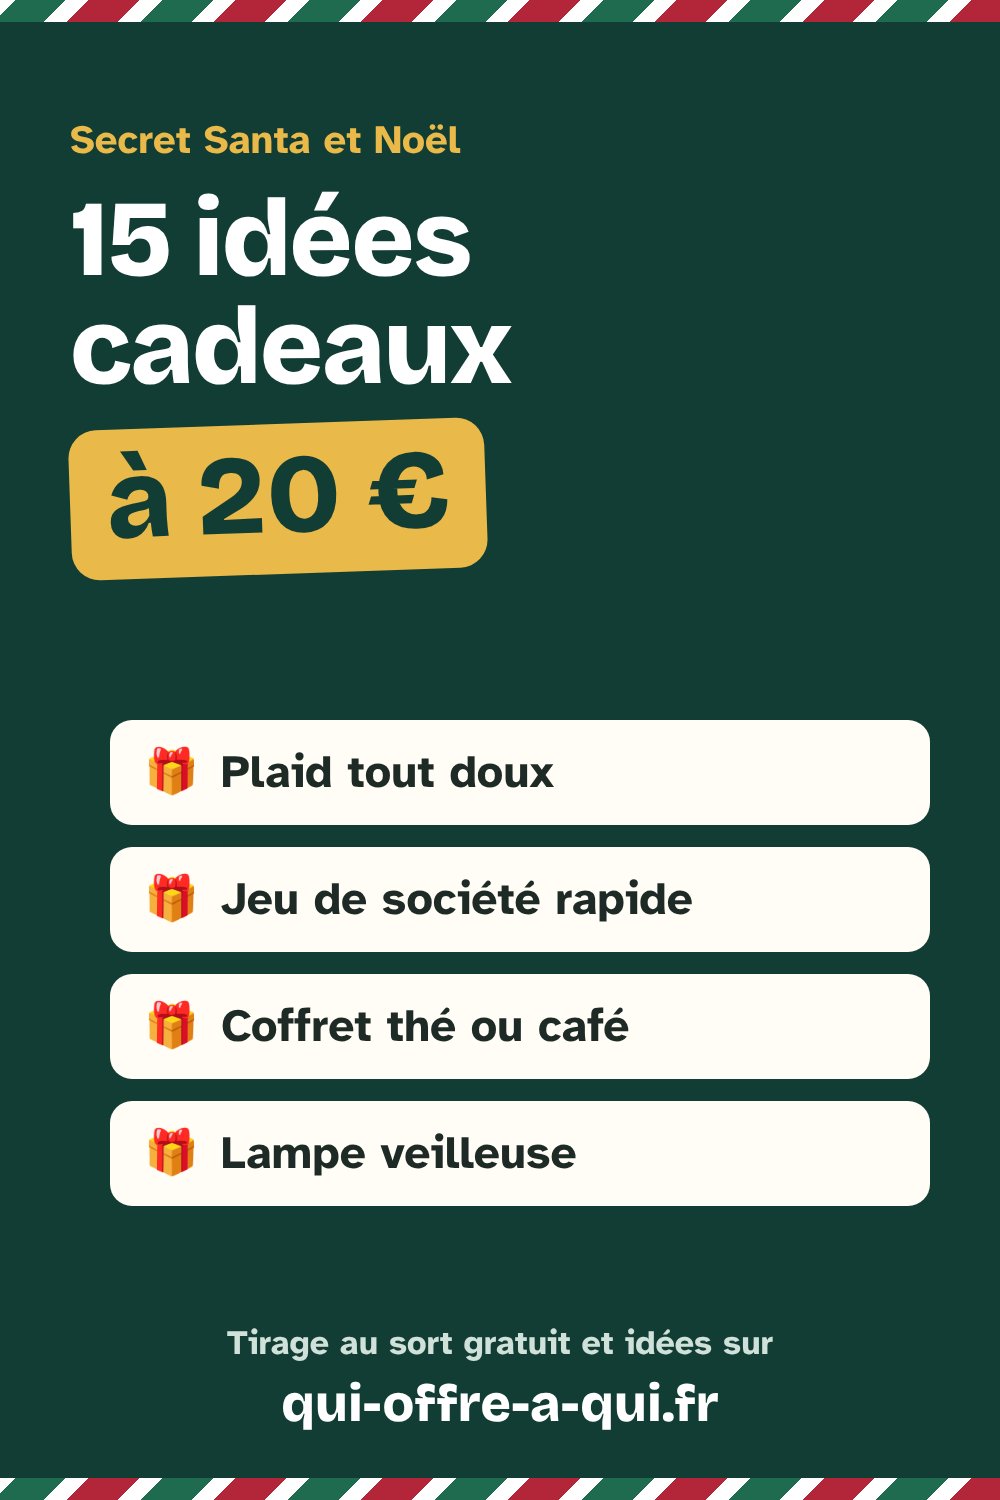 Secret Santa et Noël
15 idées
cadeaux
à 20 €
Plaid tout doux
Jeu de société rapide
Coffret thé ou café
Lampe veilleuse
Tirage au sort gratuit et idées sur
qui-offre-a-qui.fr